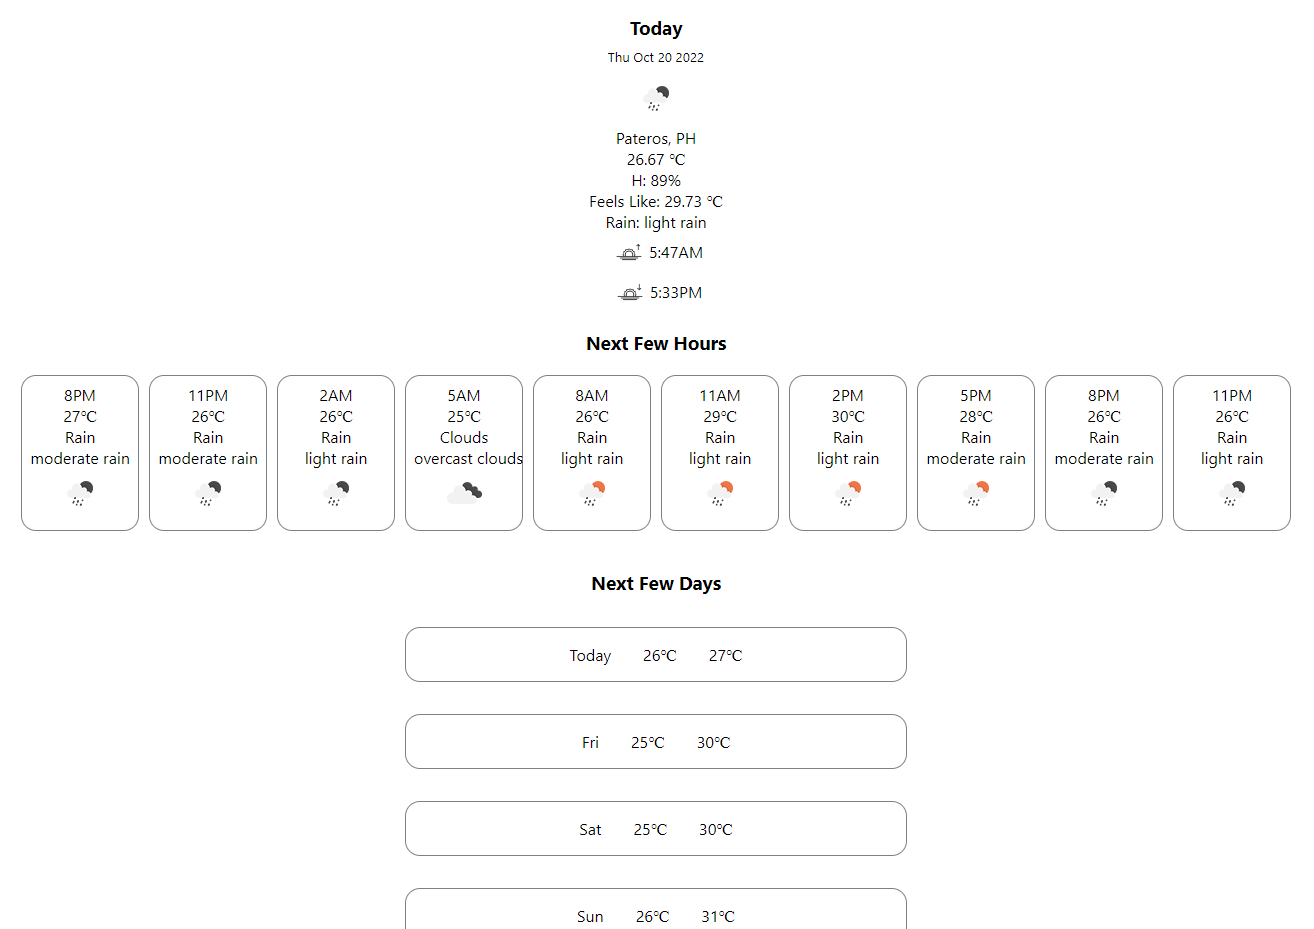 Today
Thu Oct 20 2022
Pateros, PH
26.67 °C
H: 89%
Feels Like: 29.73 °C
Rain: light rain
5:47AM
5:33PM
Next Few Hours
8PM
27°C
Rain
moderate rain
11PM
26°C
Rain
moderate rain
2AM
26°C
Rain
light rain
5AM
25°C
Clouds
overcast clouds
8AM
26°C
Rain
light rain
11AM
29°C
Rain
light rain
2PM
30°C
Rain
light rain
5PM
28°C
Rain
moderate rain
8PM
26°C
Rain
moderate rain
11PM
26°C
Rain
light rain
Next Few Days
Today 26°C 27°C
Fri 25°C 30°C
Sat 25°C 30°C
Sun 26°C 31°C